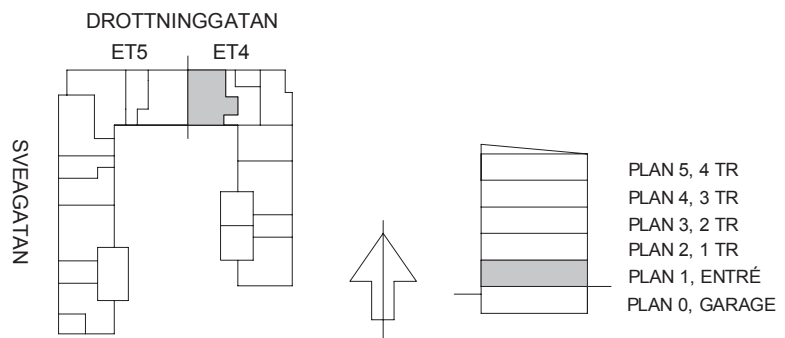 DROTTNINGGATAN
ET5 ET4
SVEAGATAN
PLAN 5, 4 TR
PLAN 4, 3 TR
PLAN 3, 2 TR
PLAN 2, 1 TR
PLAN 1, ENTRÉ
PLAN 0, GARAGE